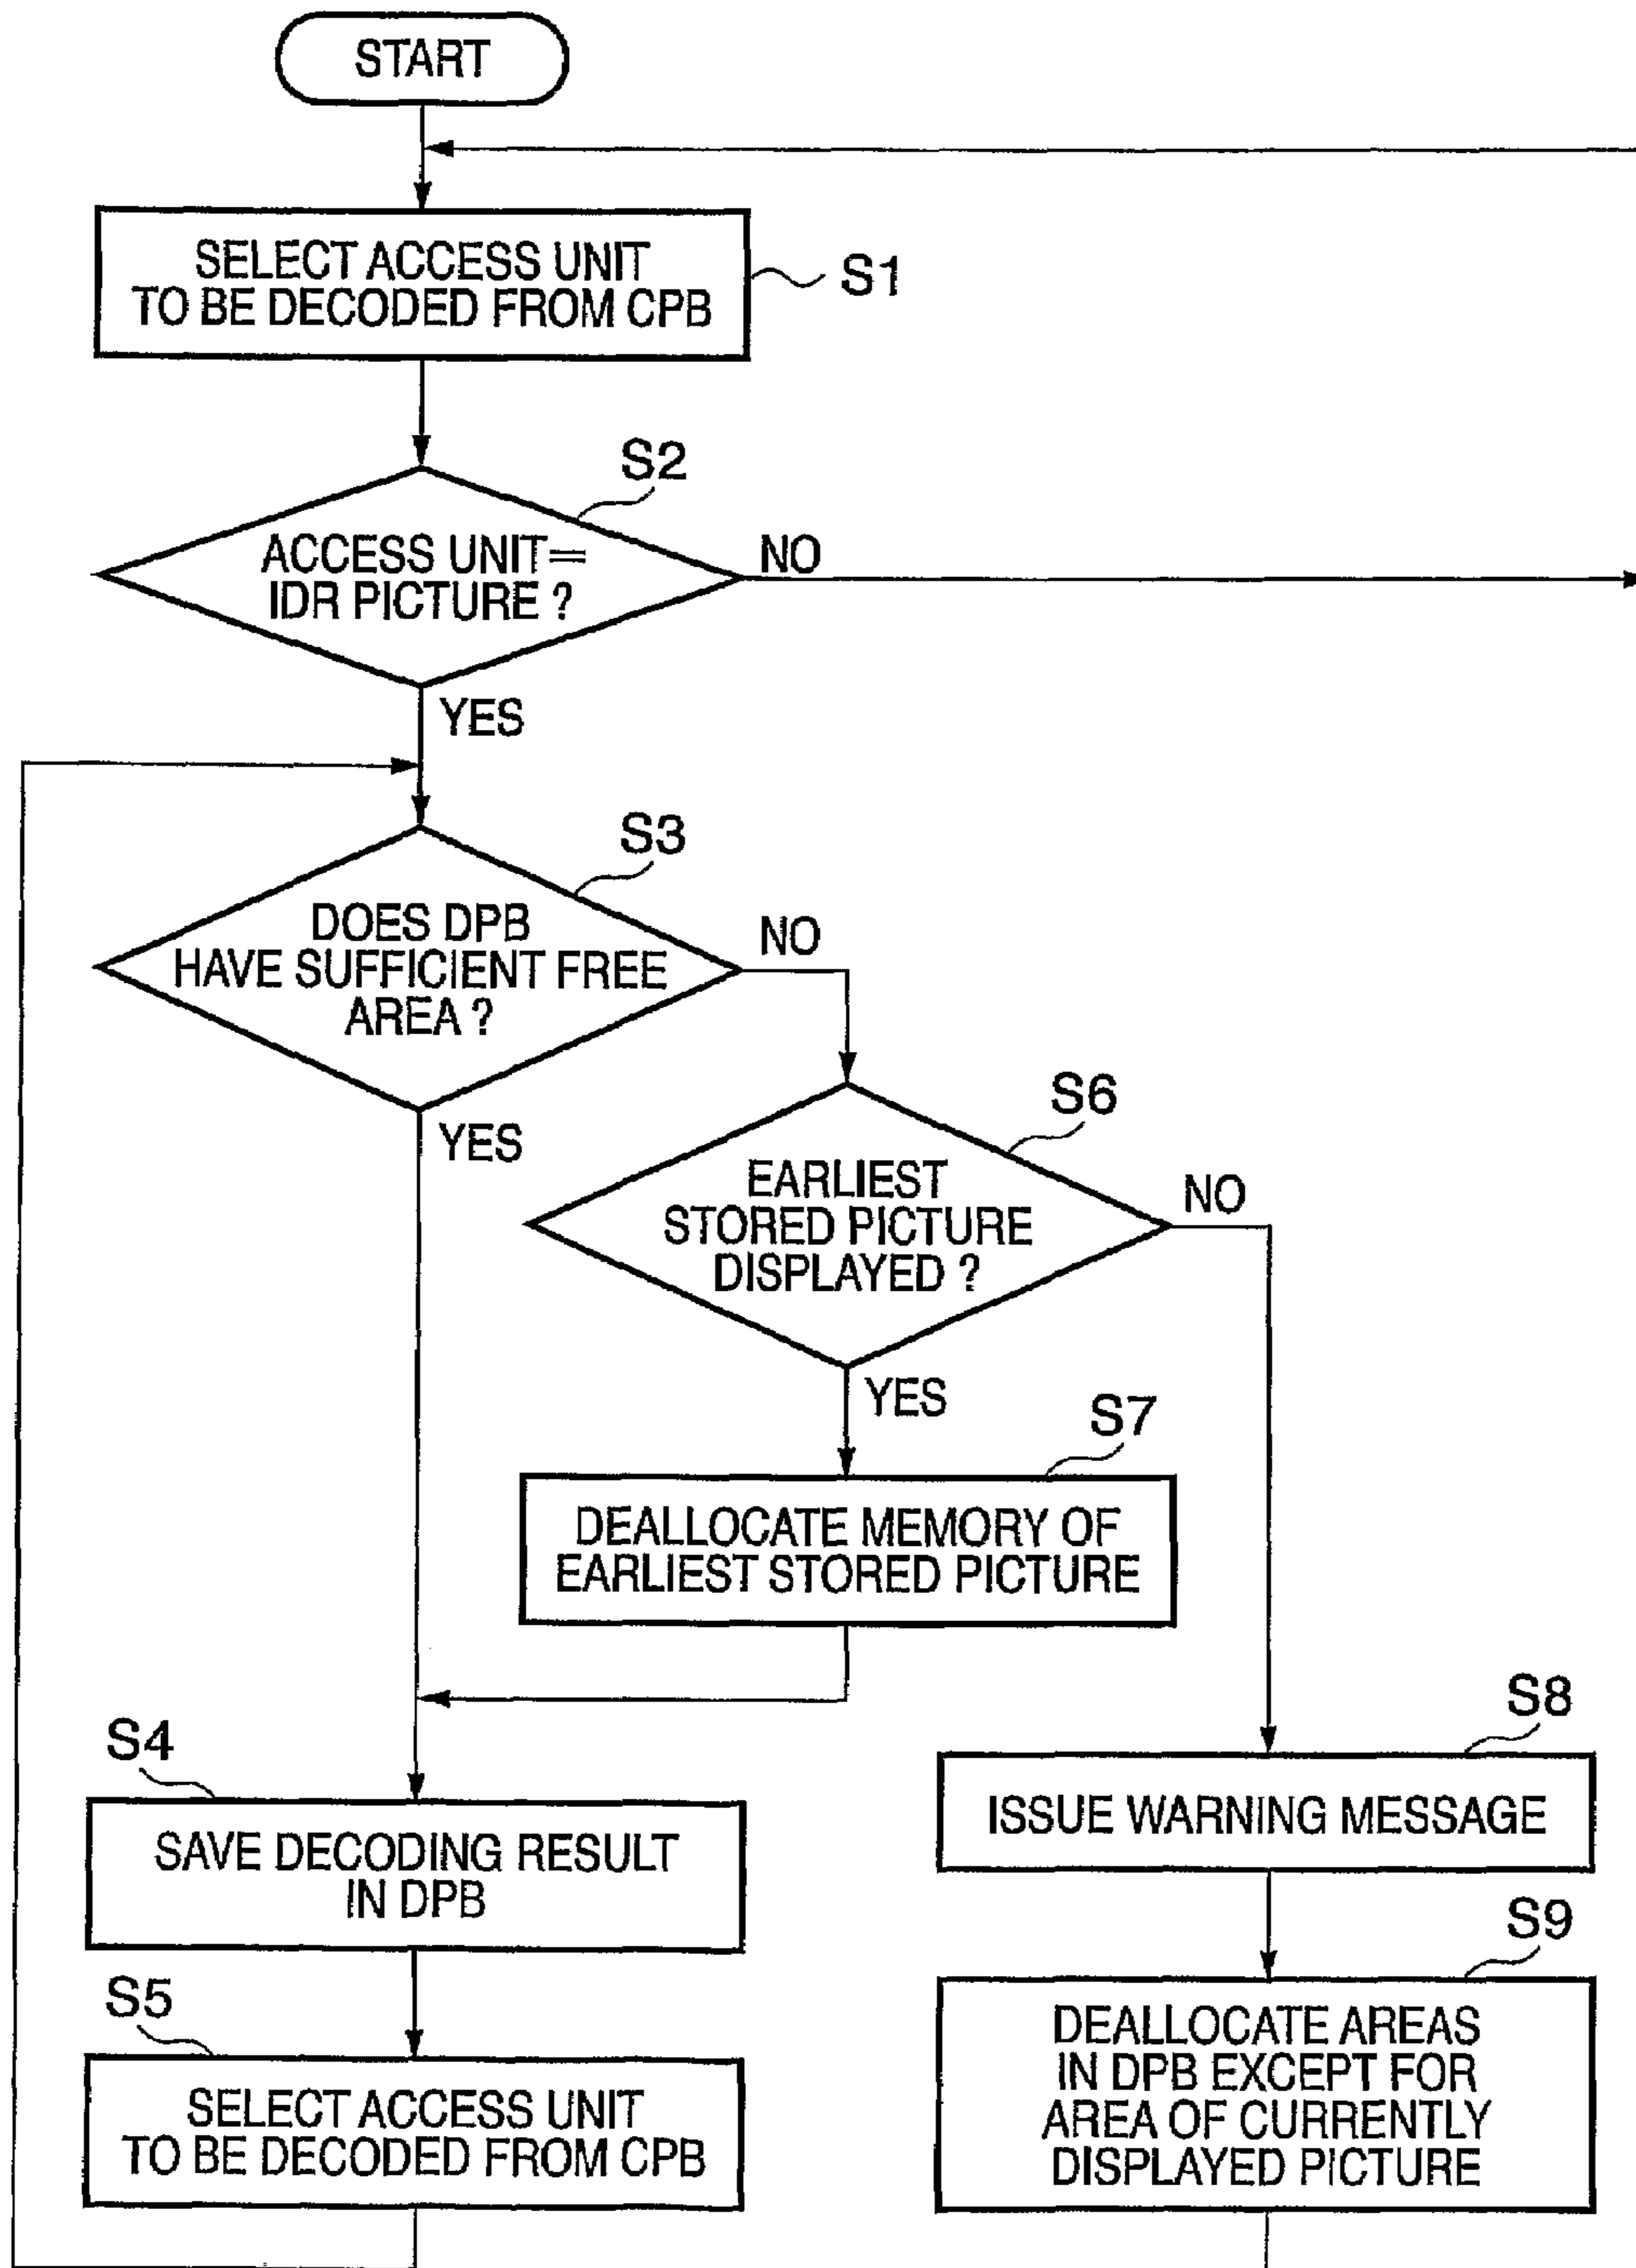 START
SELECT ACCESS UNIT
TO BE DECODED FROM CPB
S1
S2
ACCESS UNIT=
IDR PICTURE ?
NO
YES
S3
DOES DPB
HAVE SUFFICIENT FREE
AREA ?
NO
YES
S6
EARLIEST
STORED PICTURE
DISPLAYED ?
NO
YES
S7
DEALLOCATE MEMORY OF
EARLIEST STORED PICTURE
S4
SAVE DECODING RESULT
IN DPB
S5
SELECT ACCESS UNIT
TO BE DECODED FROM CPB
S8
ISSUE WARNING MESSAGE
S9
DEALLOCATE AREAS
IN DPB EXCEPT FOR
AREA OF CURRENTLY
DISPLAYED PICTURE